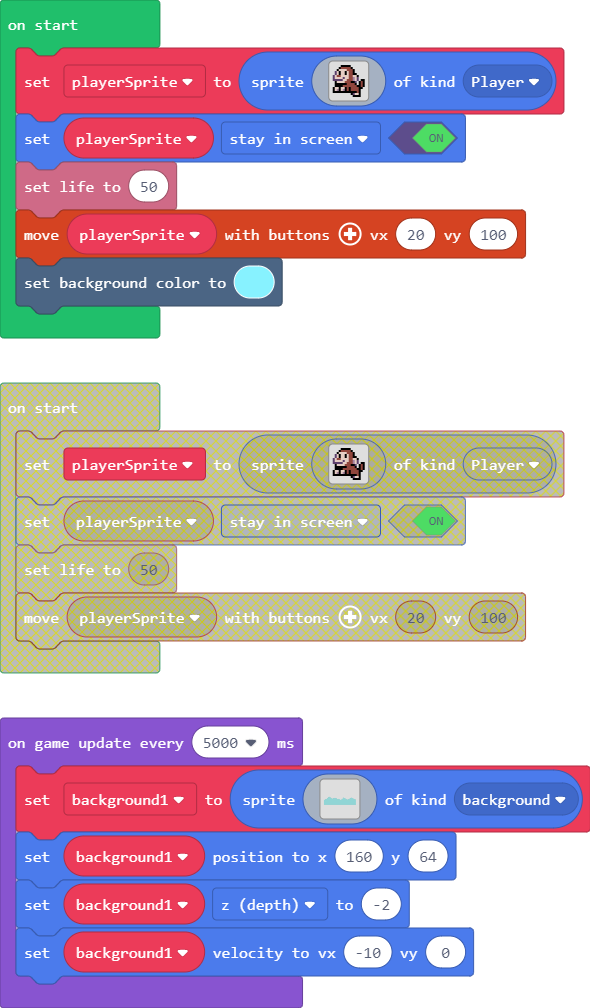 on start
set playerSprite to sprite of kind Player
set playerSprite stay in screen ON
set life to 50
move playerSprite with buttons + vx 20 vy 100
set background color to
on start
set playerSprite to sprite of kind Player
set playerSprite stay in screen ON
set life to 50
move playerSprite with buttons + vx 20 vy 100
on game update every 5000 ms
set background1 to sprite of kind background
set background1 position to x 160 y 64
set background1 z (depth) to -2
set background1 velocity to vx -10 vy 0